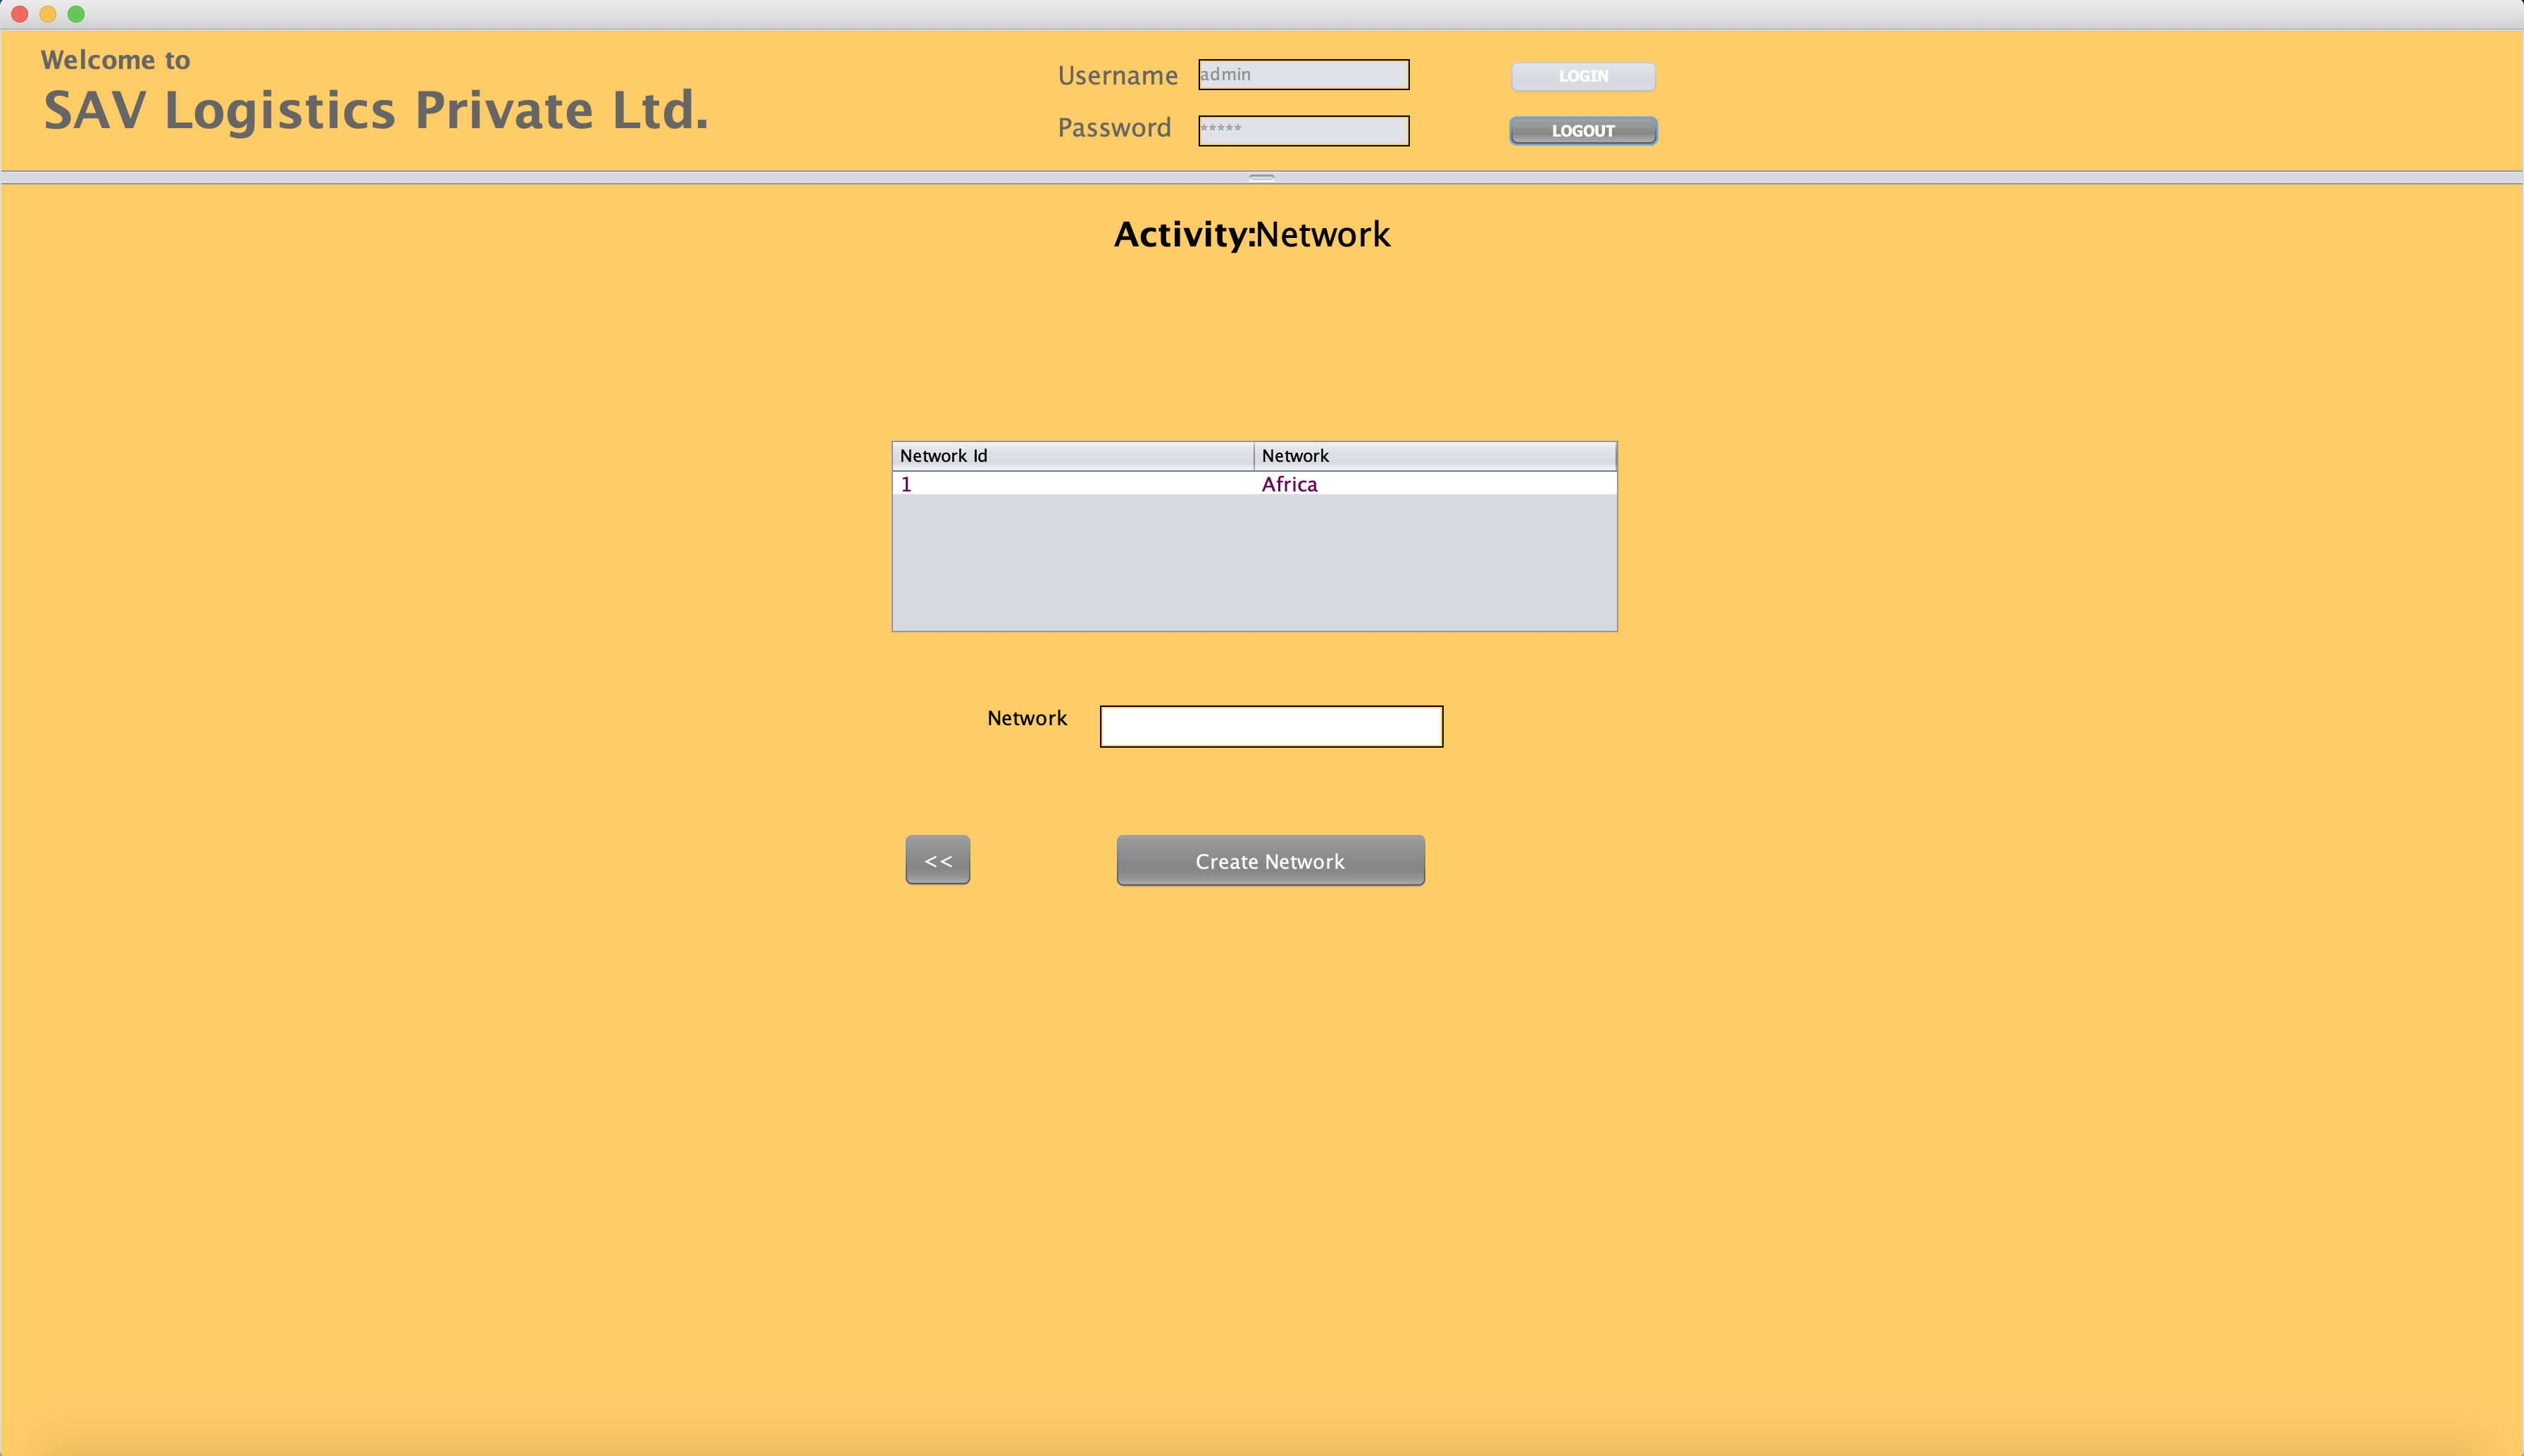 Welcome to
SAV Logistics Private Ltd.
Username admin LOGIN
Password ***** LOGOUT
Activity:Network
Network Id Network
1 Africa
Network
<< Create Network